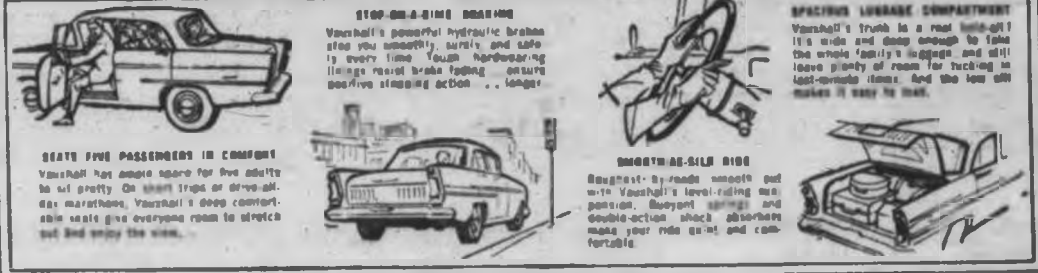 SEATS FIVE PASSENGERS IN COMFORT
Vauxhall has ample space for five adults
to sit pretty. On short trips or drive-all-
day marathons, Vauxhall's deep comfort-
able seats give everyone room to stretch
out and enjoy the view.
STOP-ON-A-DIME BRAKING
Vauxhall's powerful hydraulic brakes
stop you smoothly, surely and safe-
ly every time. Tough hardwearing
linings resist brake fading ... ensure
positive stopping action ... longer.
SMOOTH-AS-SILK RIDE
Roughest by-roads smooth out
with Vauxhall's level-riding sus-
pension. Buoyant springs and
double-action shock absorbers
make your ride quiet and com-
fortable.
SPACIOUS LUGGAGE COMPARTMENT
Vauxhall's trunk is a real
It's wide and deep enough to take
the whole family's luggage, and still
leave plenty of room for tucking in
last-minute items. And the low sill
makes it easy to load.